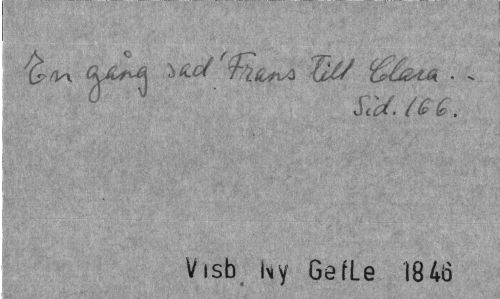 En gång sad' Frans till Clara..
Sid. 166.
Visb Ny Gefle 1846